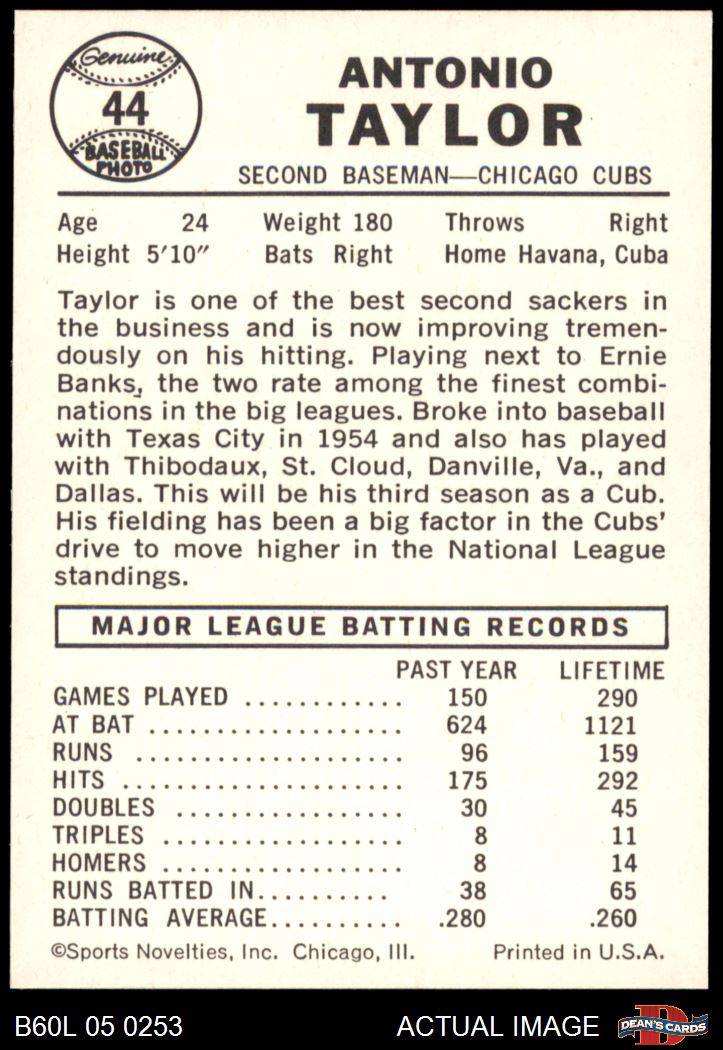 Genuine
44
BASEBALL
PHOTO
ANTONIO
TAYLOR
SECOND BASEMAN—CHICAGO CUBS
Age 24 Weight 180 Throws Right
Height 5'10" Bats Right Home Havana, Cuba
Taylor is one of the best second sackers in
the business and is now improving tremen-
dously on his hitting. Playing next to Ernie
Banks, the two rate among the finest combi-
nations in the big leagues. Broke into baseball
with Texas City in 1954 and also has played
with Thibodaux, St. Cloud, Danville, Va., and
Dallas. This will be his third season as a Cub.
His fielding has been a big factor in the Cubs'
drive to move higher in the National League
standings.
MAJOR LEAGUE BATTING RECORDS
PAST YEAR LIFETIME
GAMES PLAYED ............ 150 290
AT BAT ................... 624 1121
RUNS .................... 96 159
HITS ..................... 175 292
DOUBLES ................. 30 45
TRIPLES .................. 8 11
HOMERS .................. 8 14
RUNS BATTED IN.......... 38 65
BATTING AVERAGE.......... .280 .260
©Sports Novelties, Inc. Chicago, Ill. Printed in U.S.A.
B60L 05 0253 ACTUAL IMAGE D DEAN'S CARDS